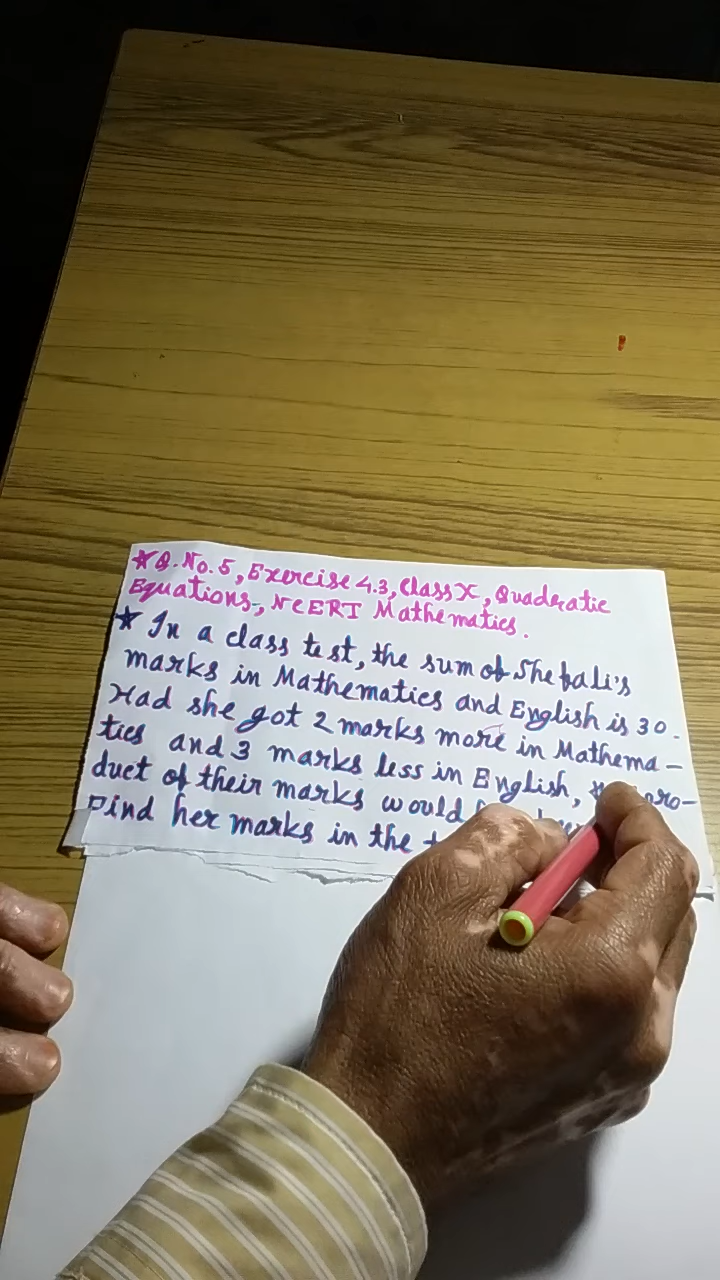 *Q. No. 5, Exercise 4.3, Class X, Quadratic
Equations, NCERT Mathematics.
* In a class test, the sum of Shefali's
marks in Mathematics and English is 30.
Had she got 2 marks more in Mathema-
tics and 3 marks less in English, pro-
duct of their marks would
Find her marks in the